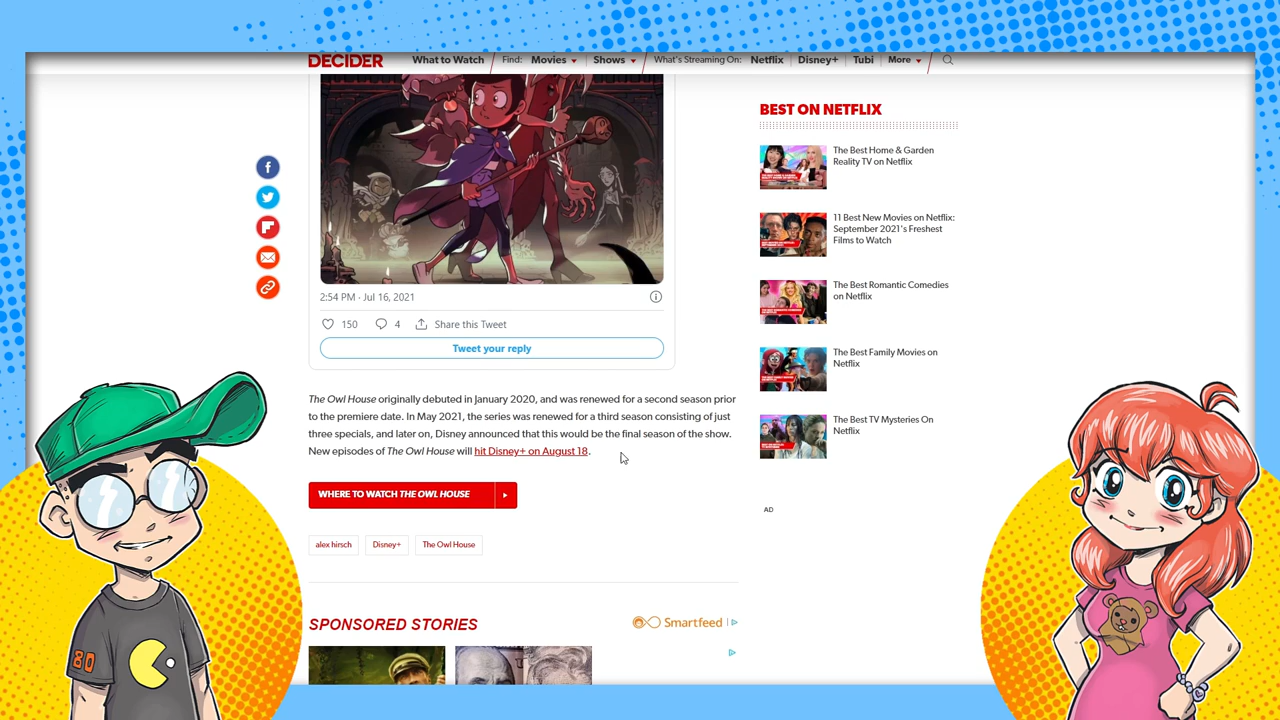 DECIDER
What to Watch
Find:
Movies
Shows
What's Streaming On:
Netflix
Disney+
Tubi
More
2:54 PM · Jul 16, 2021
150
4
Share this Tweet
Tweet your reply
The Owl House originally debuted in January 2020, and was renewed for a second season prior
to the premiere date. In May 2021, the series was renewed for a third season consisting of just
three specials, and later on, Disney announced that this would be the final season of the show.
New episodes of The Owl House will hit Disney+ on August 18.
WHERE TO WATCH THE OWL HOUSE
alex hirsch
Disney+
The Owl House
SPONSORED STORIES
Smartfeed
BEST ON NETFLIX
The Best Home & Garden
Reality TV on Netflix
11 Best New Movies on Netflix:
September 2021's Freshest
Films to Watch
The Best Romantic Comedies
on Netflix
The Best Family Movies on
Netflix
The Best TV Mysteries On
Netflix
AD
80